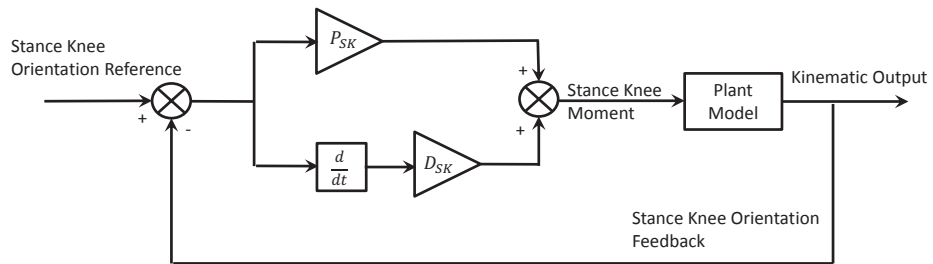 Stance Knee
Orientation Reference
+
-
P_SK
d
dt
D_SK
+
+
Stance Knee
Moment
Plant
Model
Kinematic Output
Stance Knee Orientation
Feedback